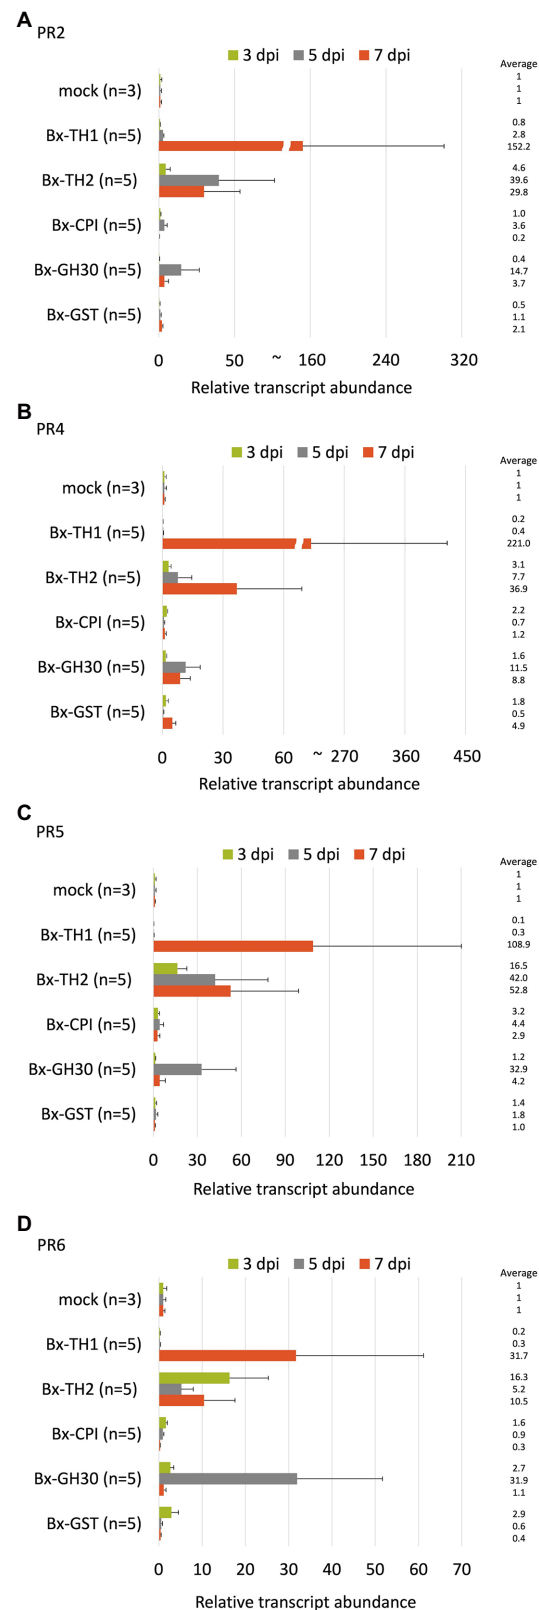 A
PR2
3 dpi 5 dpi 7 dpi
Average
mock (n=3)
1
1
1
Bx-TH1 (n=5)
0.8
2.8
152.2
Bx-TH2 (n=5)
4.6
39.6
29.8
Bx-CPI (n=5)
1.0
3.6
0.2
Bx-GH30 (n=5)
0.4
14.7
3.7
Bx-GST (n=5)
0.5
1.1
2.1
0 50 ~ 160 240 320
Relative transcript abundance
B
PR4
3 dpi 5 dpi 7 dpi
Average
mock (n=3)
1
1
1
Bx-TH1 (n=5)
0.2
0.4
221.0
Bx-TH2 (n=5)
3.1
7.7
36.9
Bx-CPI (n=5)
2.2
0.7
1.2
Bx-GH30 (n=5)
1.6
11.5
8.8
Bx-GST (n=5)
1.8
0.5
4.9
0 30 60 ~ 270 360 450
Relative transcript abundance
C
PR5
3 dpi 5 dpi 7 dpi
Average
mock (n=3)
1
1
1
Bx-TH1 (n=5)
0.1
0.3
108.9
Bx-TH2 (n=5)
16.5
42.0
52.8
Bx-CPI (n=5)
3.2
4.4
2.9
Bx-GH30 (n=5)
1.2
32.9
4.2
Bx-GST (n=5)
1.4
1.8
1.0
0 30 60 90 120 150 180 210
Relative transcript abundance
D
PR6
3 dpi 5 dpi 7 dpi
Average
mock (n=3)
1
1
1
Bx-TH1 (n=5)
0.2
0.3
31.7
Bx-TH2 (n=5)
16.3
5.2
10.5
Bx-CPI (n=5)
1.6
0.9
0.3
Bx-GH30 (n=5)
2.7
31.9
1.1
Bx-GST (n=5)
2.9
0.6
0.4
0 10 20 30 40 50 60 70
Relative transcript abundance